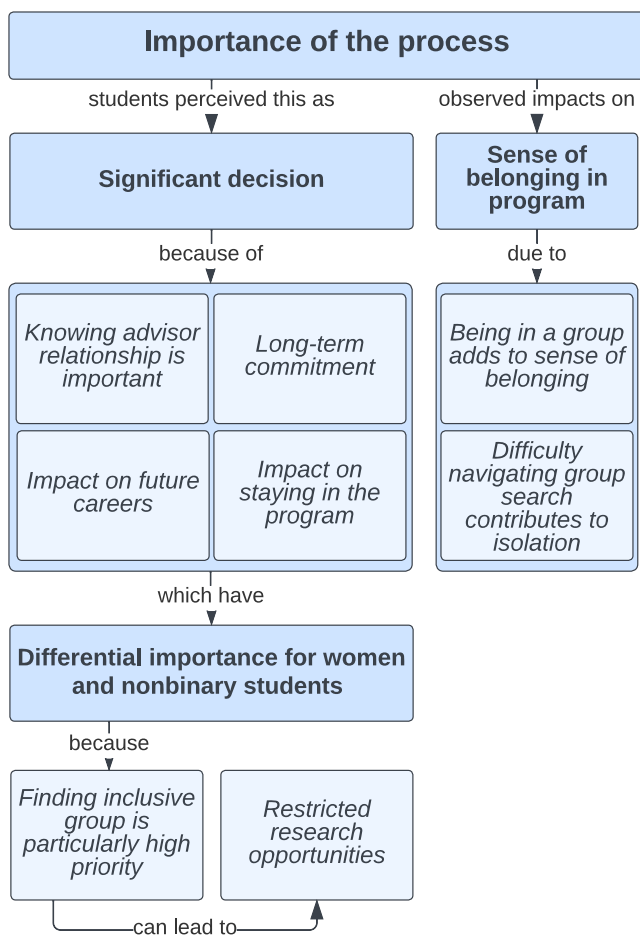 Importance of the process
students perceived this as
observed impacts on
Significant decision
Sense of
belonging in
program
because of
due to
Knowing advisor
relationship is
important
Long-term
commitment
Being in a group
adds to sense of
belonging
Impact on future
careers
Impact on
staying in the
program
Difficulty
navigating group
search
contributes to
isolation
which have
Differential importance for women
and nonbinary students
because
Finding inclusive
group is
particularly high
priority
Restricted
research
opportunities
can lead to